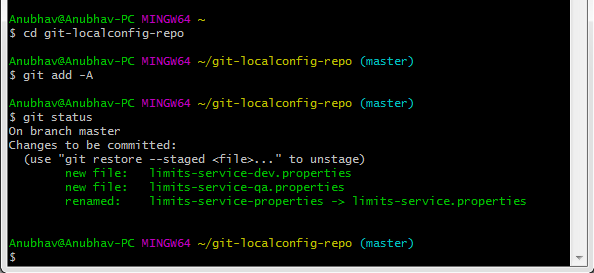 Anubhav@Anubhav-PC MINGW64 ~
$ cd git-localconfig-repo
Anubhav@Anubhav-PC MINGW64 ~/git-localconfig-repo (master)
$ git add -A
Anubhav@Anubhav-PC MINGW64 ~/git-localconfig-repo (master)
$ git status
On branch master
Changes to be committed:
  (use "git restore --staged <file>..." to unstage)
        new file:   limits-service-dev.properties
        new file:   limits-service-qa.properties
        renamed:    limits-service-properties -> limits-service.properties
Anubhav@Anubhav-PC MINGW64 ~/git-localconfig-repo (master)
$